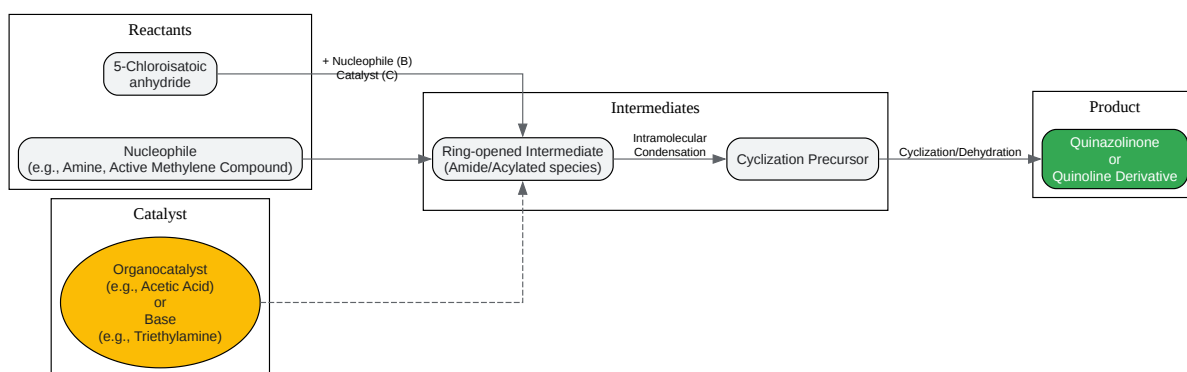 Reactants
5-Chloroisatoic
anhydride
Nucleophile
(e.g., Amine, Active Methylene Compound)
+ Nucleophile (B)
Catalyst (C)
Catalyst
Organocatalyst
(e.g., Acetic Acid)
or
Base
(e.g., Triethylamine)
Intermediates
Ring-opened Intermediate
(Amide/Acylated species)
Intramolecular
Condensation
Cyclization Precursor
Cyclization/Dehydration
Product
Quinazolinone
or
Quinoline Derivative